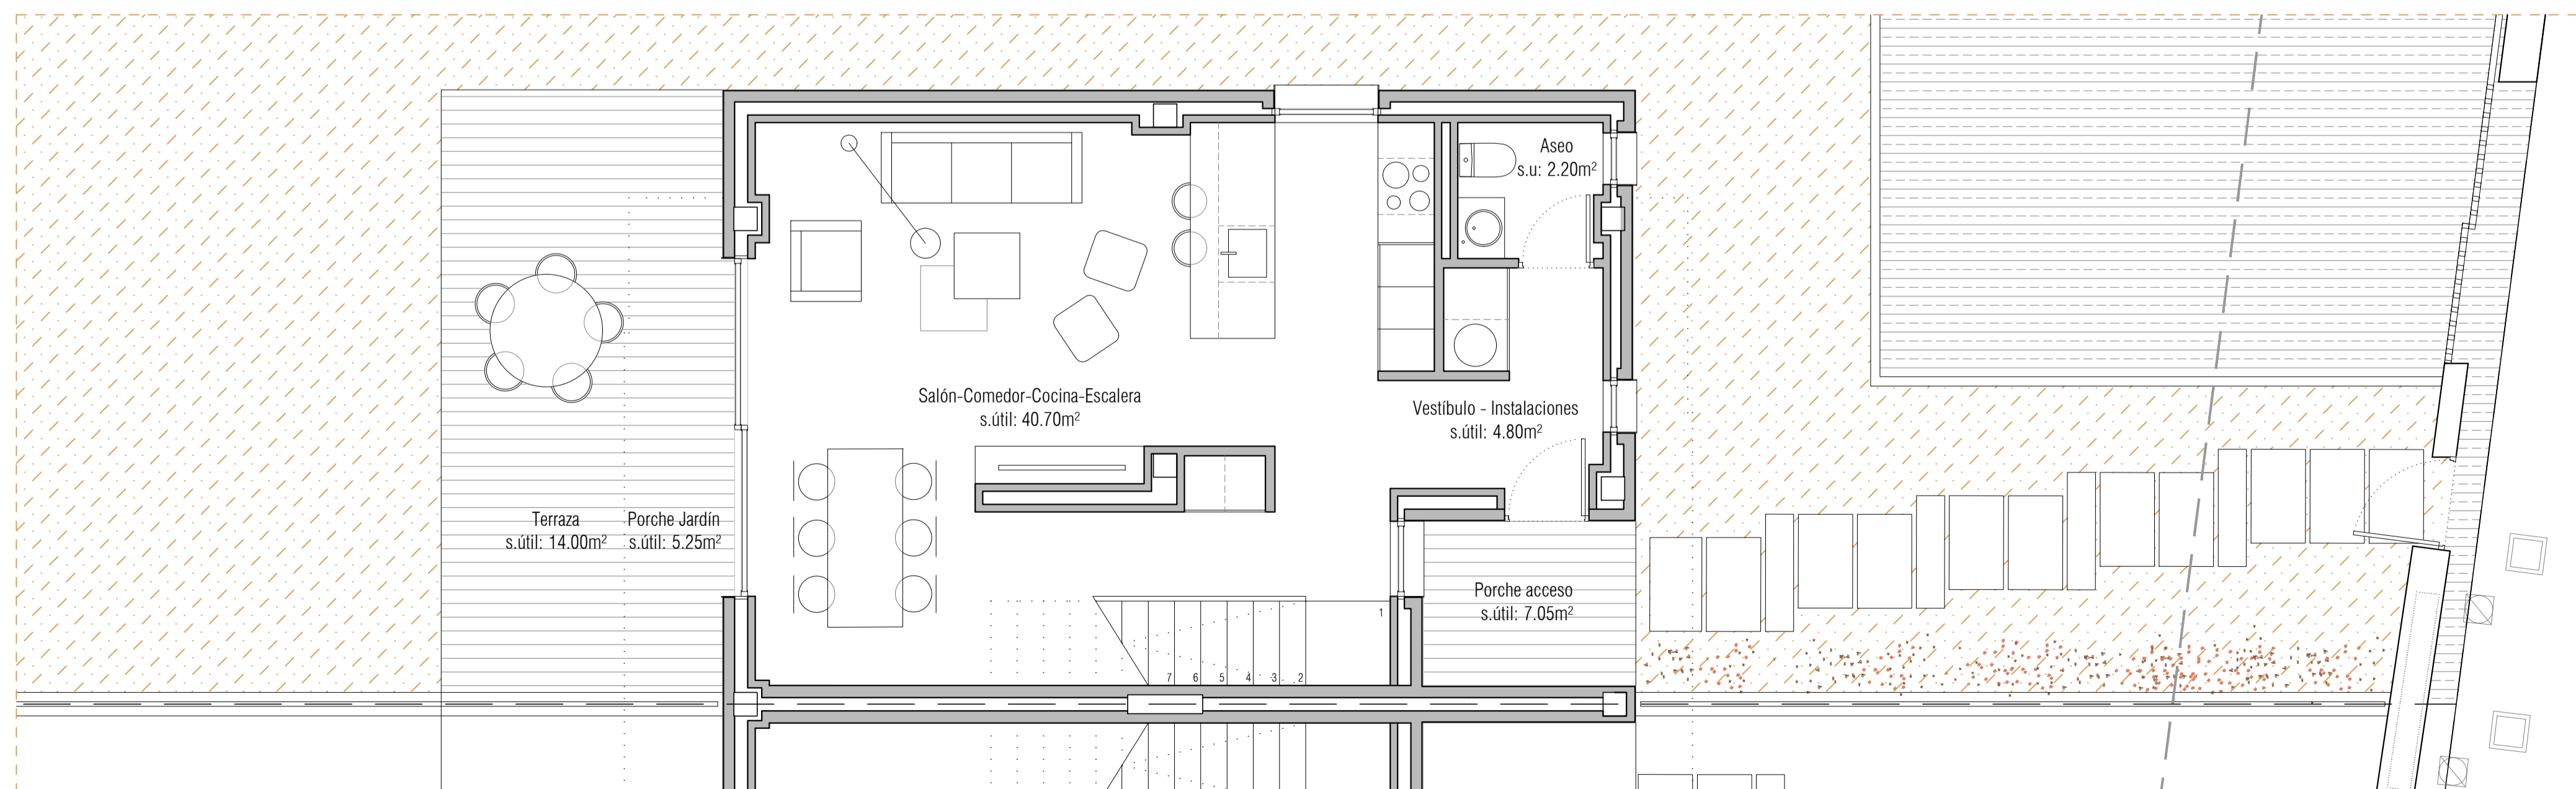 Aseo
s.u: 2.20m²
Salón-Comedor-Cocina-Escalera
s.útil: 40.70m²
Vestíbulo - Instalaciones
s.útil: 4.80m²
Terraza
s.útil: 14.00m²
Porche Jardín
s.útil: 5.25m²
Porche acceso
s.útil: 7.05m²
1
7 6 5 4 3 2